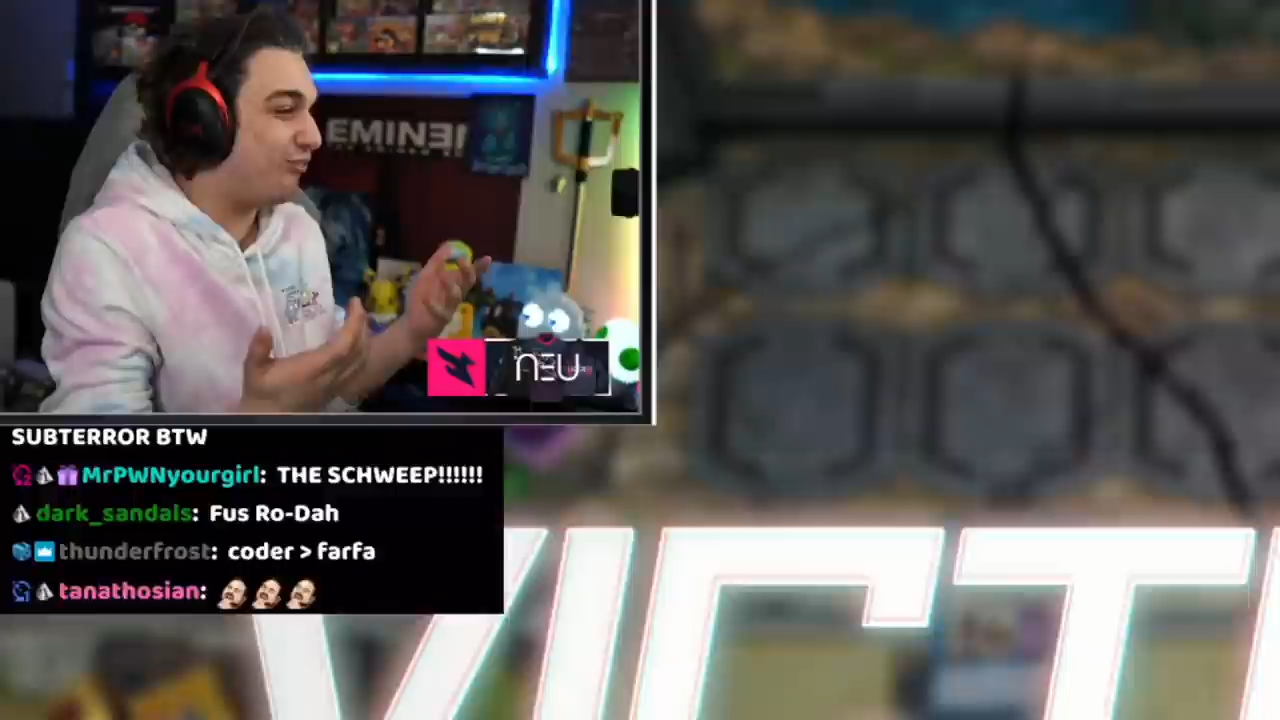 EMINEM
NEU
SUBTERROR BTW
MrPWNyourgirl: THE SCHWEEP!!!!!!
dark_sandals: Fus Ro-Dah
thunderfrost: coder > farfa
tanathosian:
VICT